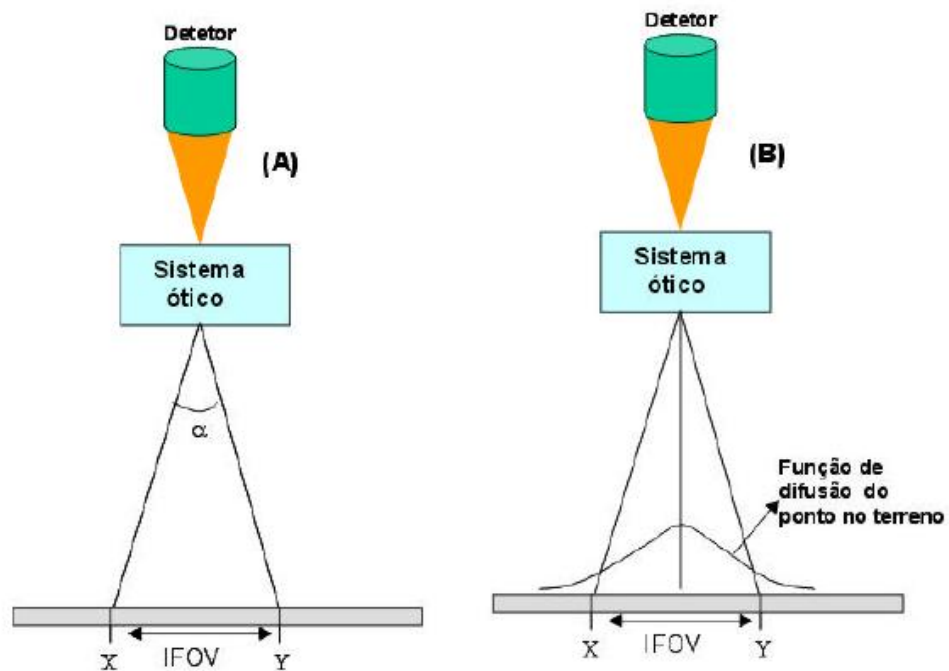 Detetor
(A)
Sistema
ótico
α
X
IFOV
Y
Detetor
(B)
Sistema
ótico
Função de
difusão do
ponto no terreno
X
IFOV
Y